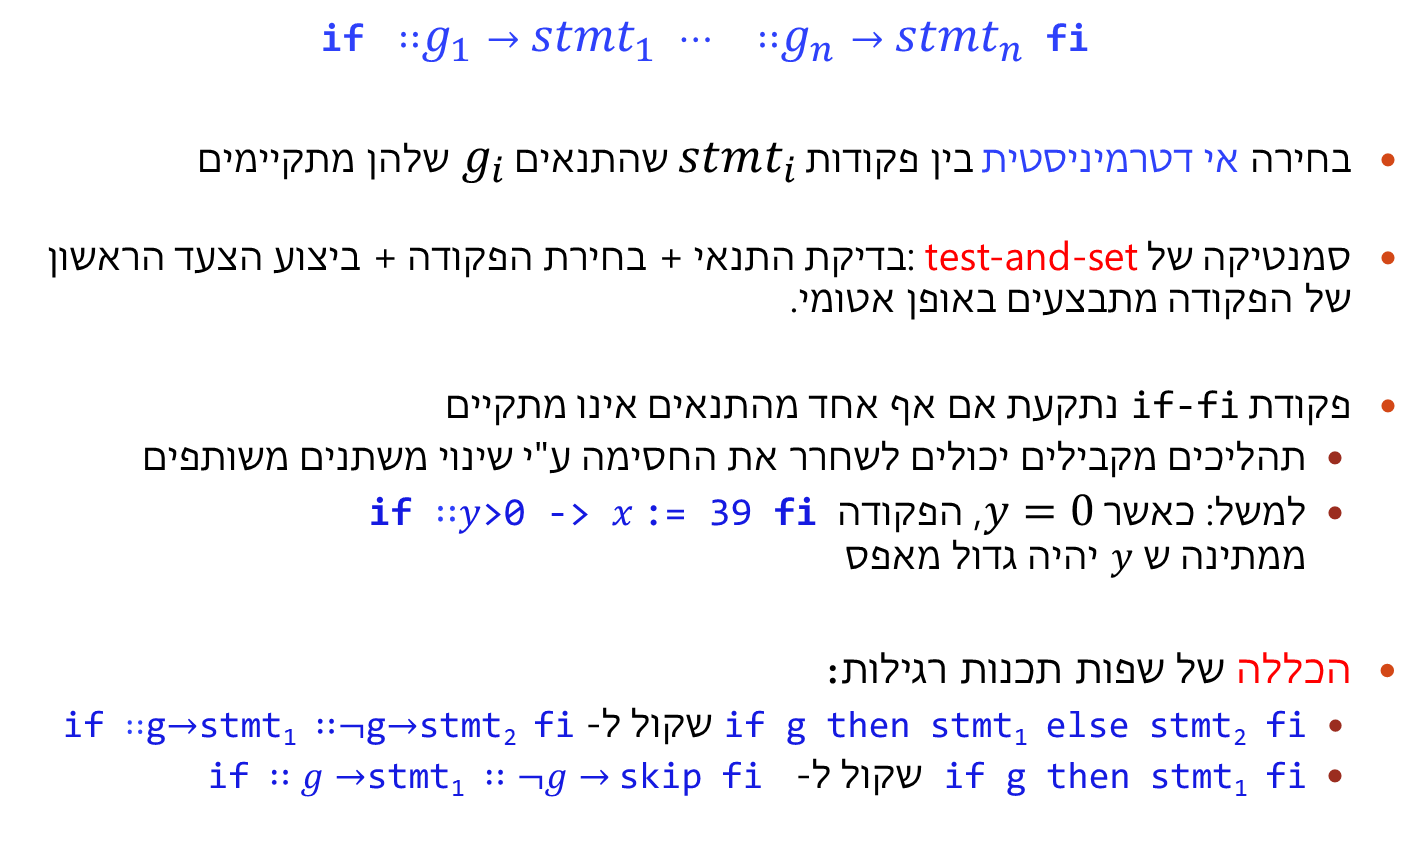 if ::g₁ → stmt₁ ⋯ ::gₙ → stmtₙ fi
• בחירה אי דטרמיניסטית בין פקודות stmtᵢ שהתנאים gᵢ שלהן מתקיימים
• סמנטיקה של test-and-set :בדיקת התנאי + בחירת הפקודה + ביצוע הצעד הראשון
של הפקודה מתבצעים באופן אטומי.
• פקודת if-fi נתקעת אם אף אחד מהתנאים אינו מתקיים
• תהליכים מקבילים יכולים לשחרר את החסימה ע"י שינוי משתנים משותפים
• למשל: כאשר y = 0, הפקודה if ::y>0 -> x := 39 fi
ממתינה ש y יהיה גדול מאפס
• הכללה של שפות תכנות רגילות:
• if g then stmt₁ else stmt₂ fi שקול ל- if ::g→stmt₁ ::¬g→stmt₂ fi
• if g then stmt₁ fi שקול ל- if :: g →stmt₁ :: ¬g → skip fi